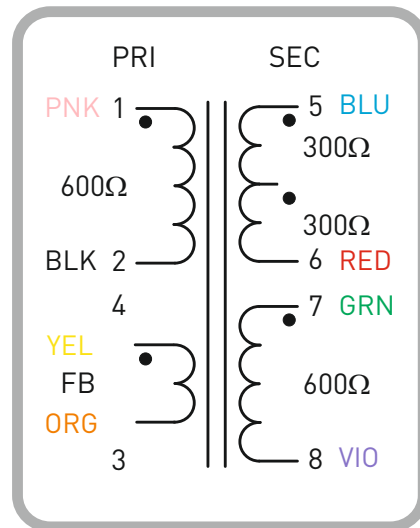 PRI SEC
PNK 1 5 BLU
300Ω
600Ω
300Ω
BLK 2 6 RED
4 7 GRN
YEL
FB 600Ω
ORG
3 8 VIO